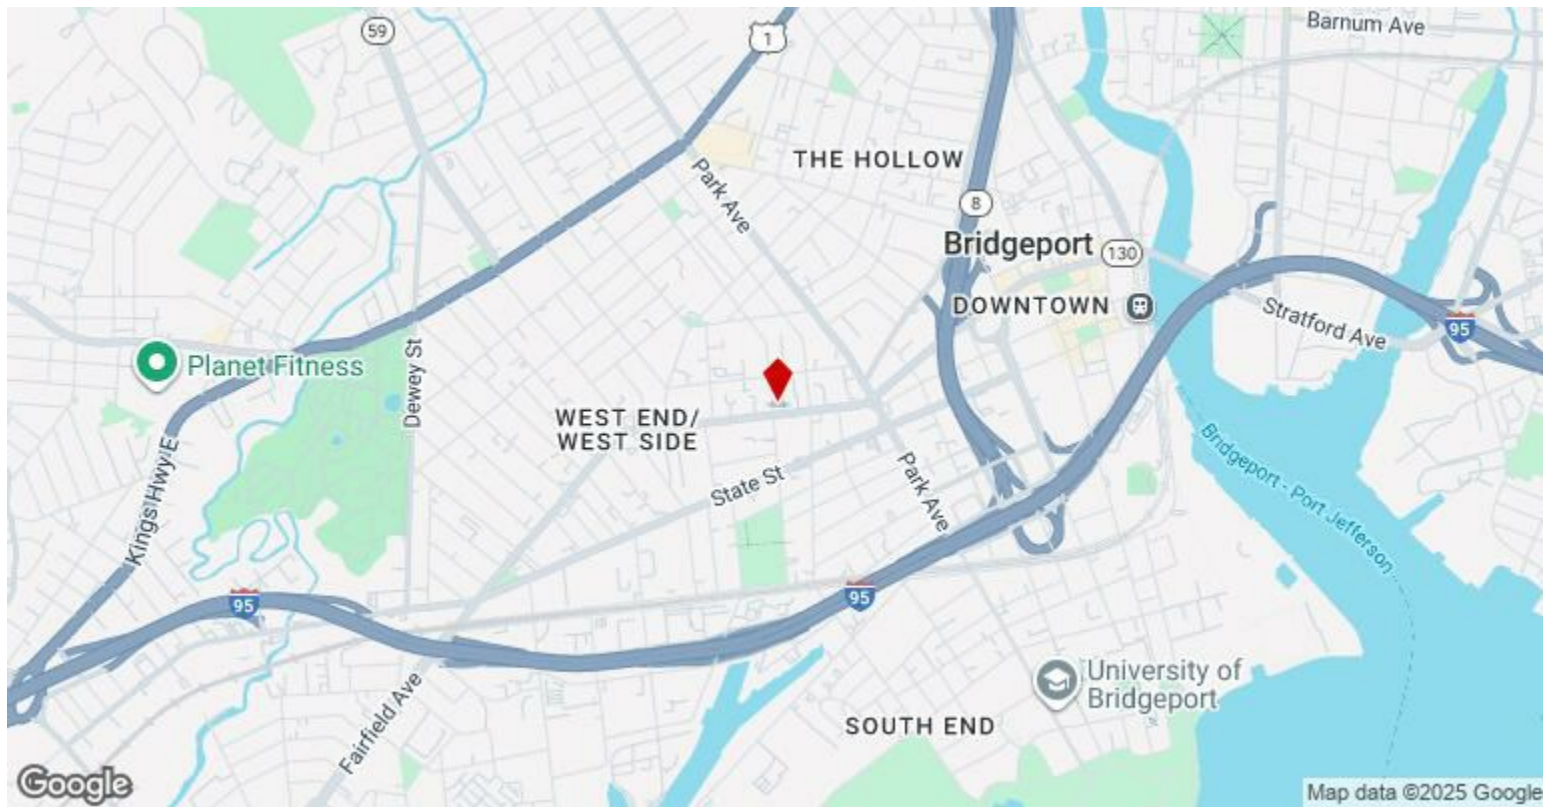 Barnum Ave
59
1
THE HOLLOW
Park Ave
8
Bridgeport
130
DOWNTOWN
Stratford Ave
95
Planet Fitness
Dewey St
WEST END/
WEST SIDE
Kings Hwy E
State St
Park Ave
Bridgeport - Port Jefferson
95
95
University of
Bridgeport
Fairfield Ave
SOUTH END
Google
Map data ©2025 Google